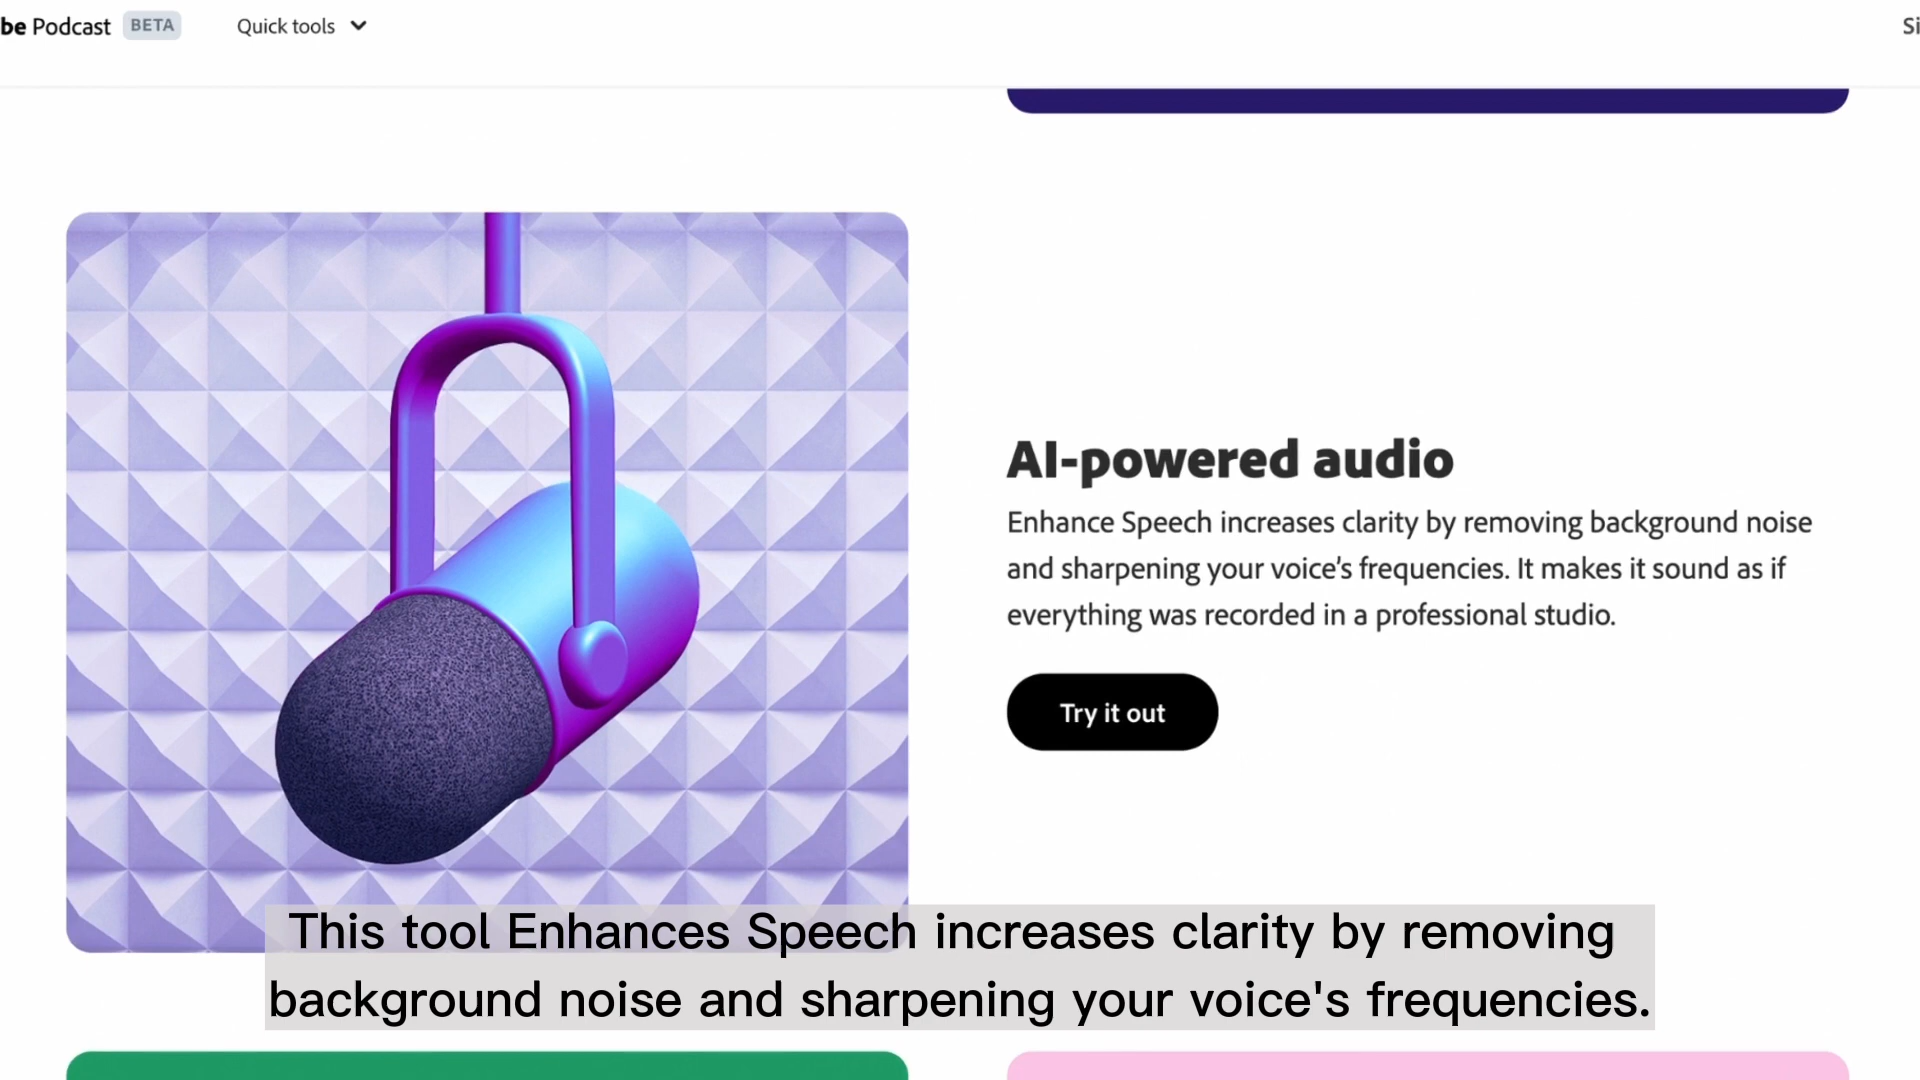 be Podcast BETA Quick tools Si
AI-powered audio
Enhance Speech increases clarity by removing background noise
and sharpening your voice’s frequencies. It makes it sound as if
everything was recorded in a professional studio.
Try it out
This tool Enhances Speech increases clarity by removing
background noise and sharpening your voice's frequencies.